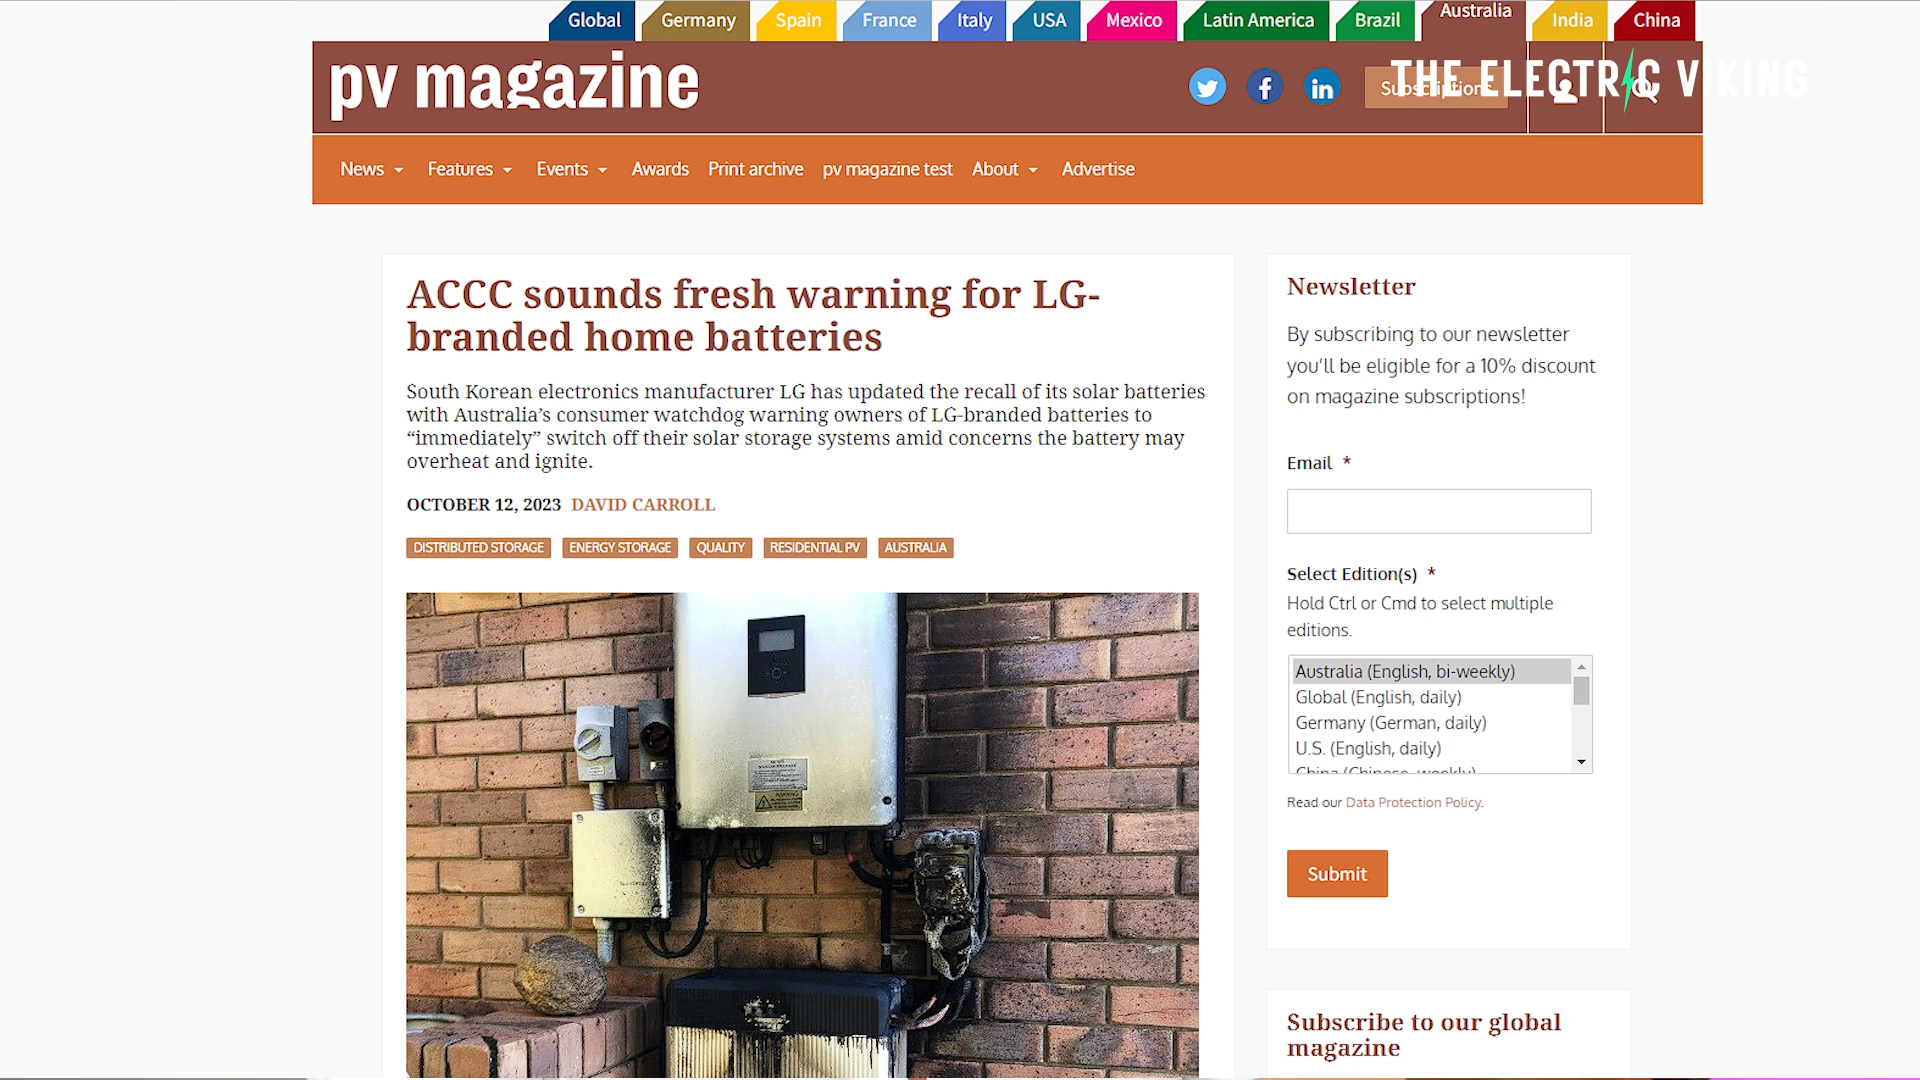 Global Germany Spain France Italy USA Mexico Latin America Brazil Australia India China
pv magazine
Subscriptions
THE ELECTRIC VIKING
News Features Events Awards Print archive pv magazine test About Advertise
ACCC sounds fresh warning for LG-
branded home batteries
South Korean electronics manufacturer LG has updated the recall of its solar batteries
with Australia’s consumer watchdog warning owners of LG-branded batteries to
“immediately” switch off their solar storage systems amid concerns the battery may
overheat and ignite.
OCTOBER 12, 2023 DAVID CARROLL
DISTRIBUTED STORAGE ENERGY STORAGE QUALITY RESIDENTIAL PV AUSTRALIA
Newsletter
By subscribing to our newsletter
you’ll be eligible for a 10% discount
on magazine subscriptions!
Email *
Select Edition(s) *
Hold Ctrl or Cmd to select multiple
editions.
Australia (English, bi-weekly)
Global (English, daily)
Germany (German, daily)
U.S. (English, daily)
China (Chinese, weekly)
Read our Data Protection Policy.
Submit
Subscribe to our global
magazine